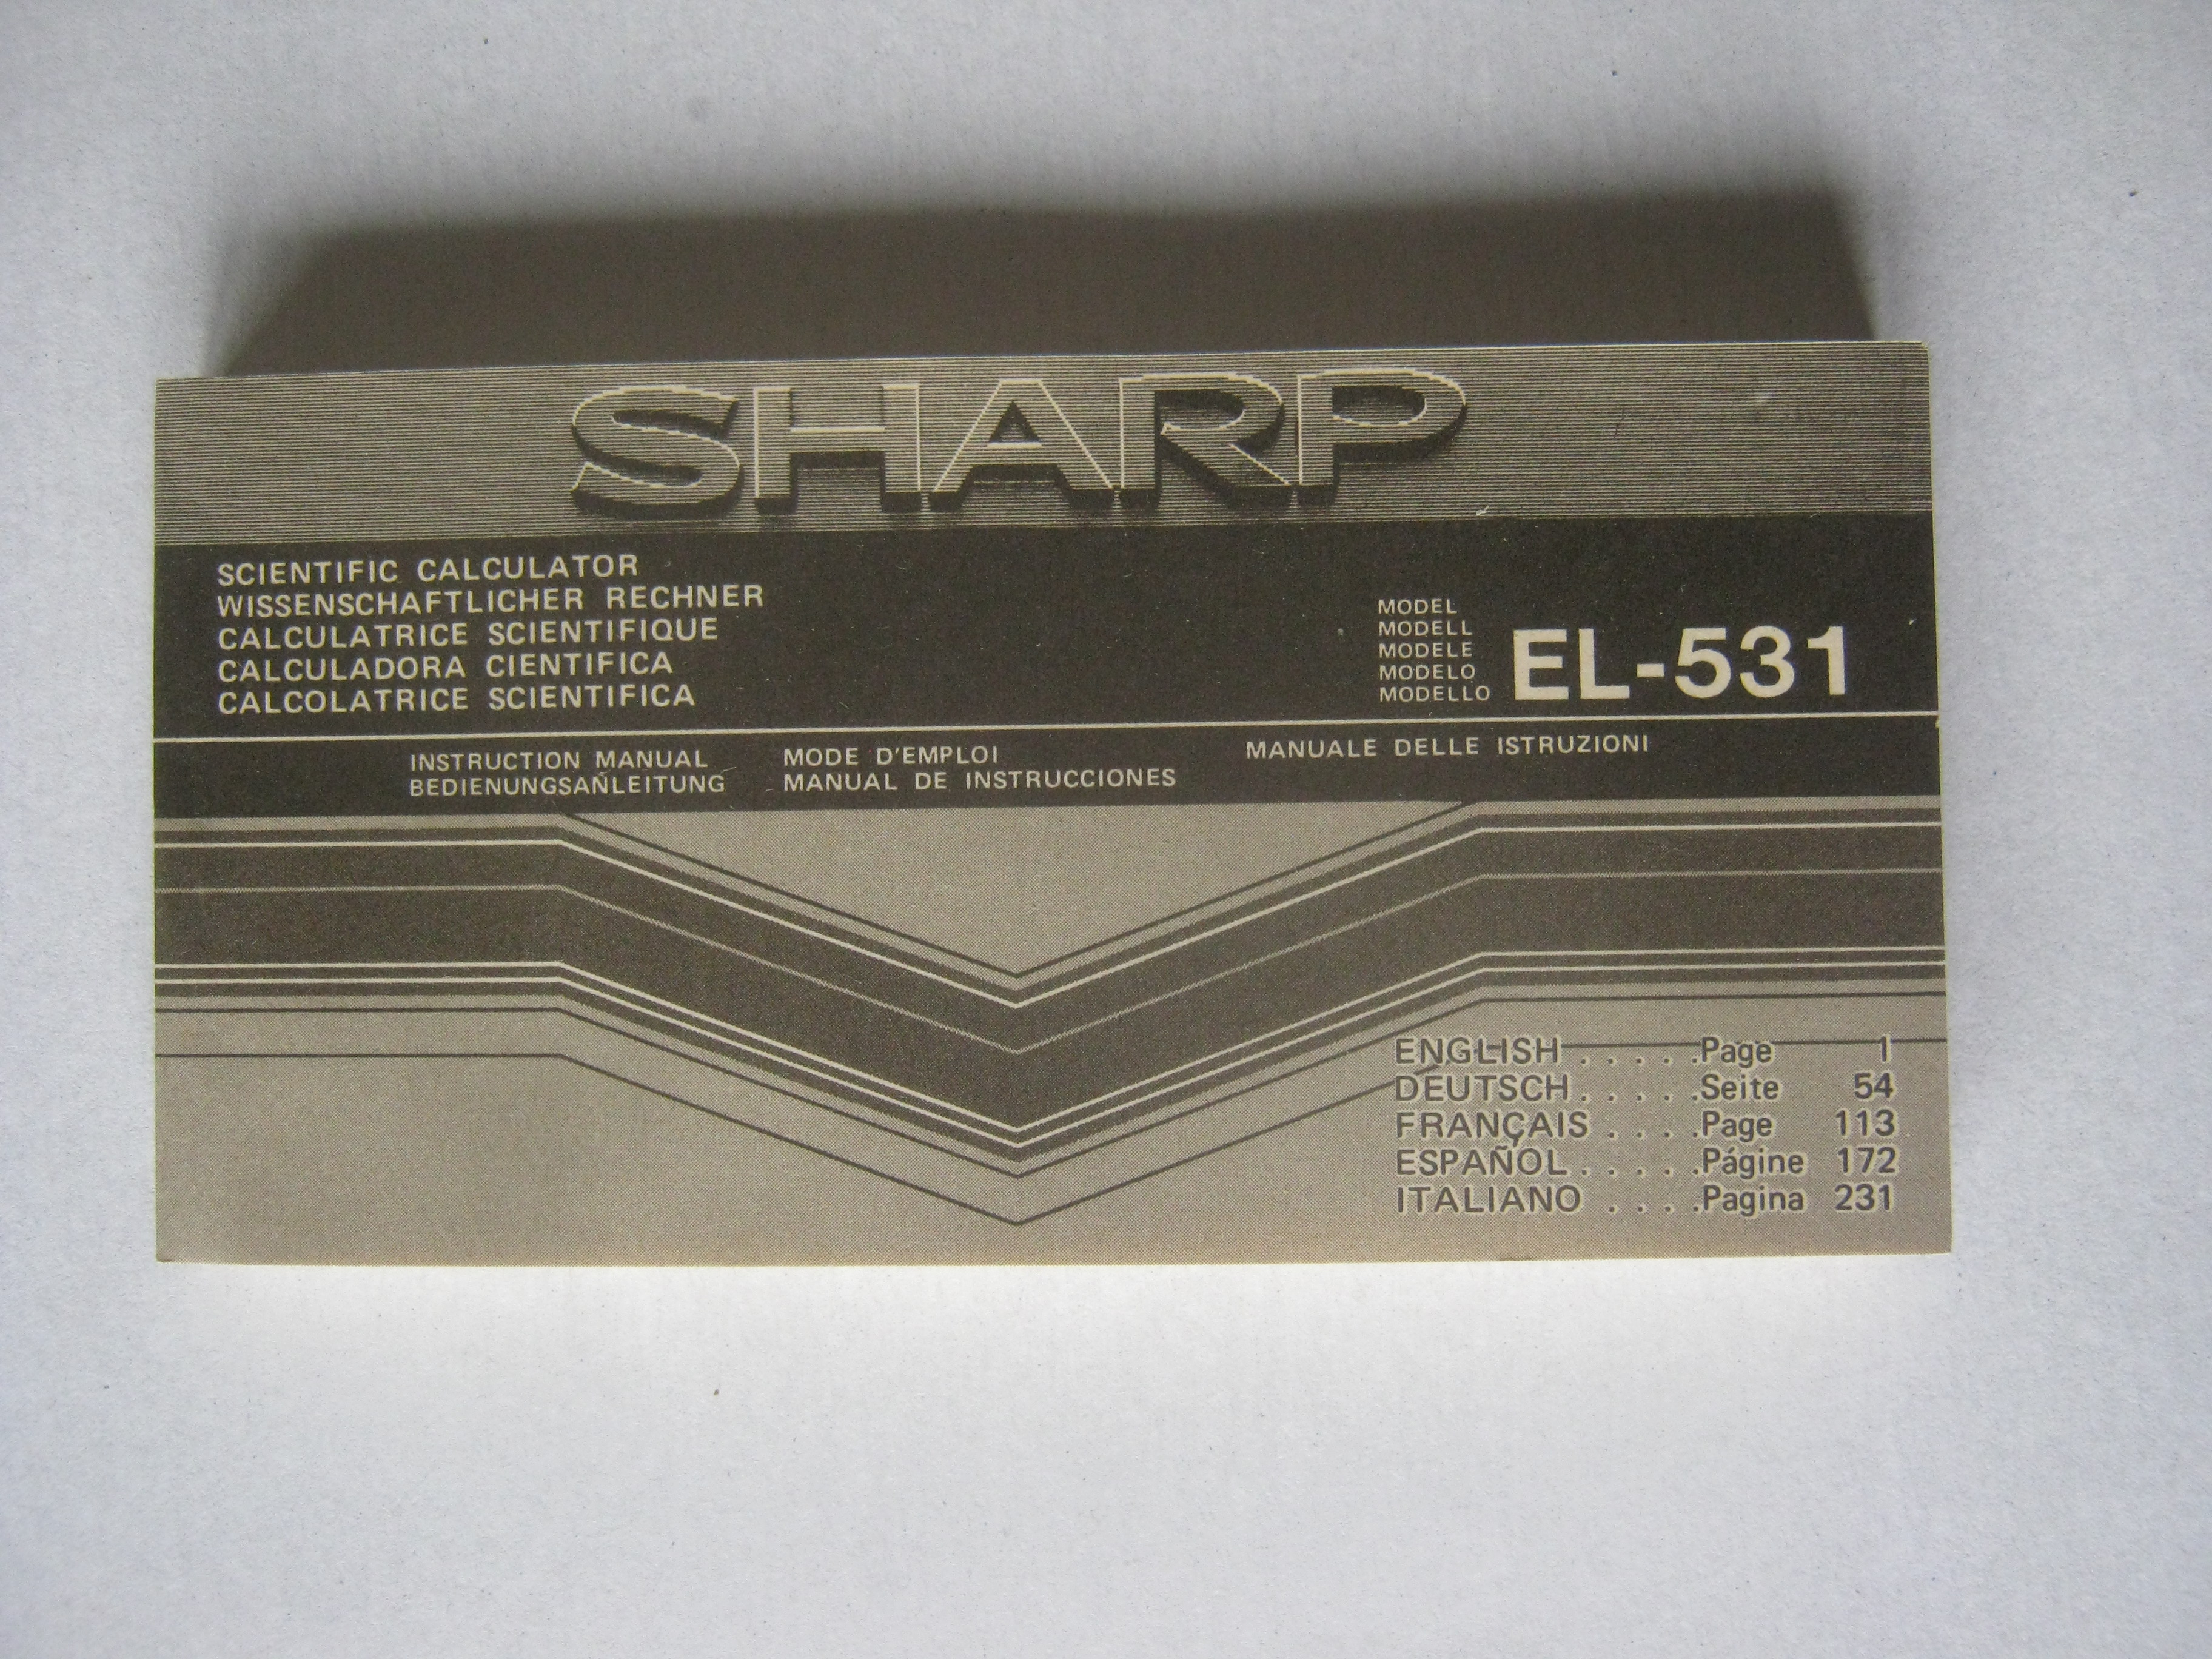 SHARP
SCIENTIFIC CALCULATOR
WISSENSCHAFTLICHER RECHNER
CALCULATRICE SCIENTIFIQUE
CALCULADORA CIENTIFICA
CALCOLATRICE SCIENTIFICA
MODEL
MODELL
MODELE
MODELO
MODELLO
EL-531
INSTRUCTION MANUAL
BEDIENUNGSAÑLEITUNG
MODE D'EMPLOI
MANUAL DE INSTRUCCIONES
MANUALE DELLE ISTRUZIONI
ENGLISH . . . . .Page 1
DEUTSCH . . . . .Seite 54
FRANÇAIS . . . .Page 113
ESPAÑOL . . . . .Págine 172
ITALIANO . . . .Pagina 231